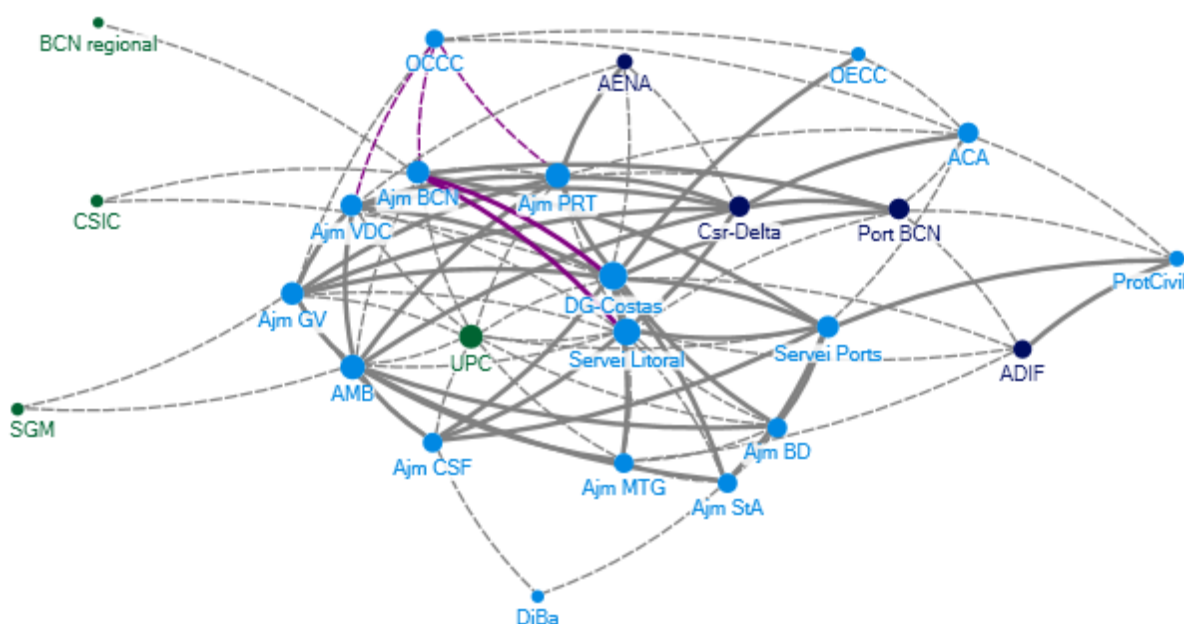 BCN regional
OCCC
OECC
AENA
ACA
CSIC
Ajm BCN
Ajm PRT
Ajm VDC
Csr-Delta
Port BCN
ProtCivil
DG-Costas
Ajm GV
UPC
Servei Litoral
Servei Ports
ADIF
AMB
SGM
Ajm CSF
Ajm BD
Ajm MTG
Ajm StA
DiBa